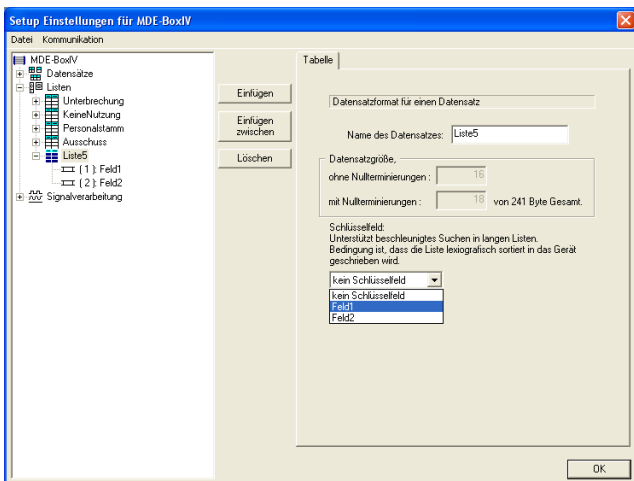 Setup Einstellungen für MDE-BoxIV
Datei Kommunikation
MDE-BoxIV
Datensätze
Listen
Unterbrechung
KeineNutzung
Personalstamm
Ausschuss
Liste5
( 1 ): Feld1
( 2 ): Feld2
Signalverarbeitung
Einfügen
Einfügen
zwischen
Löschen
Tabelle
Datensatzformat für einen Datensatz
Name des Datensatzes: Liste5
Datensatzgröße,
ohne Nullterminierungen : 16
mit Nullterminierungen : 18 von 241 Byte Gesamt.
Schlüsselfeld:
Unterstützt beschleunigtes Suchen in langen Listen.
Bedingung ist, dass die Liste lexiografisch sortiert in das Gerät
geschrieben wird.
kein Schlüsselfeld
kein Schlüsselfeld
Feld1
Feld2
OK